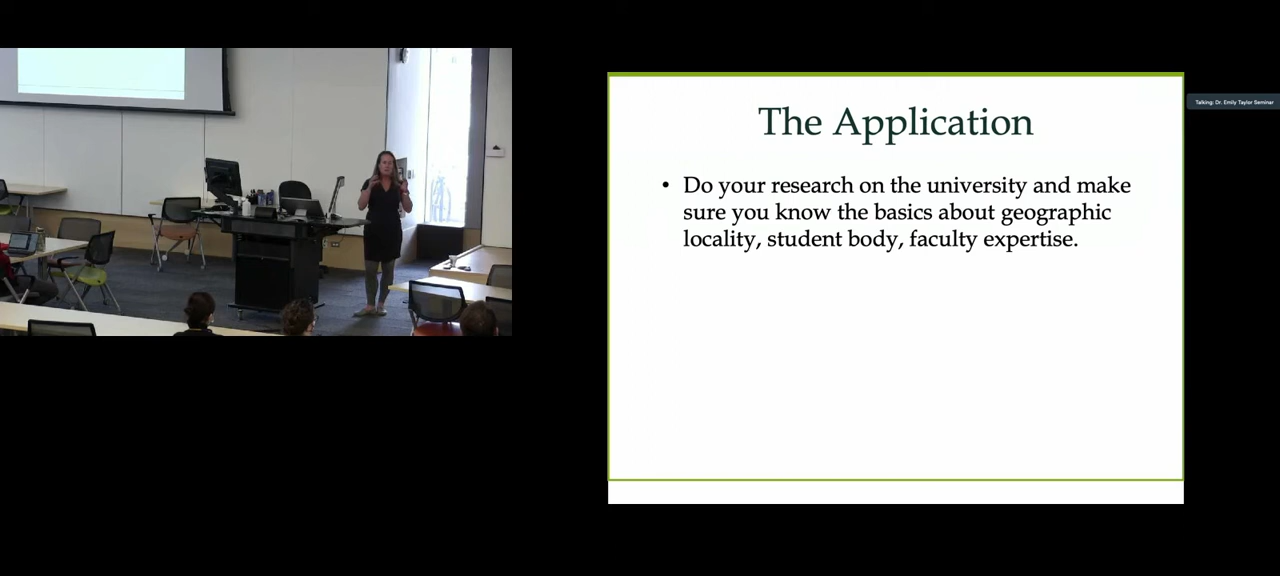 The Application
• Do your research on the university and make
sure you know the basics about geographic
locality, student body, faculty expertise.
Talking: Dr. Emily Taylor Seminar